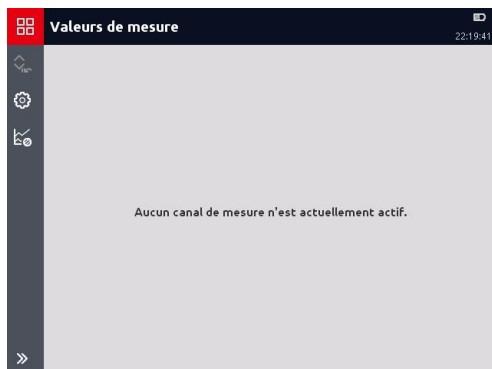 Valeurs de mesure
22:19:41
Aucun canal de mesure n'est actuellement actif.